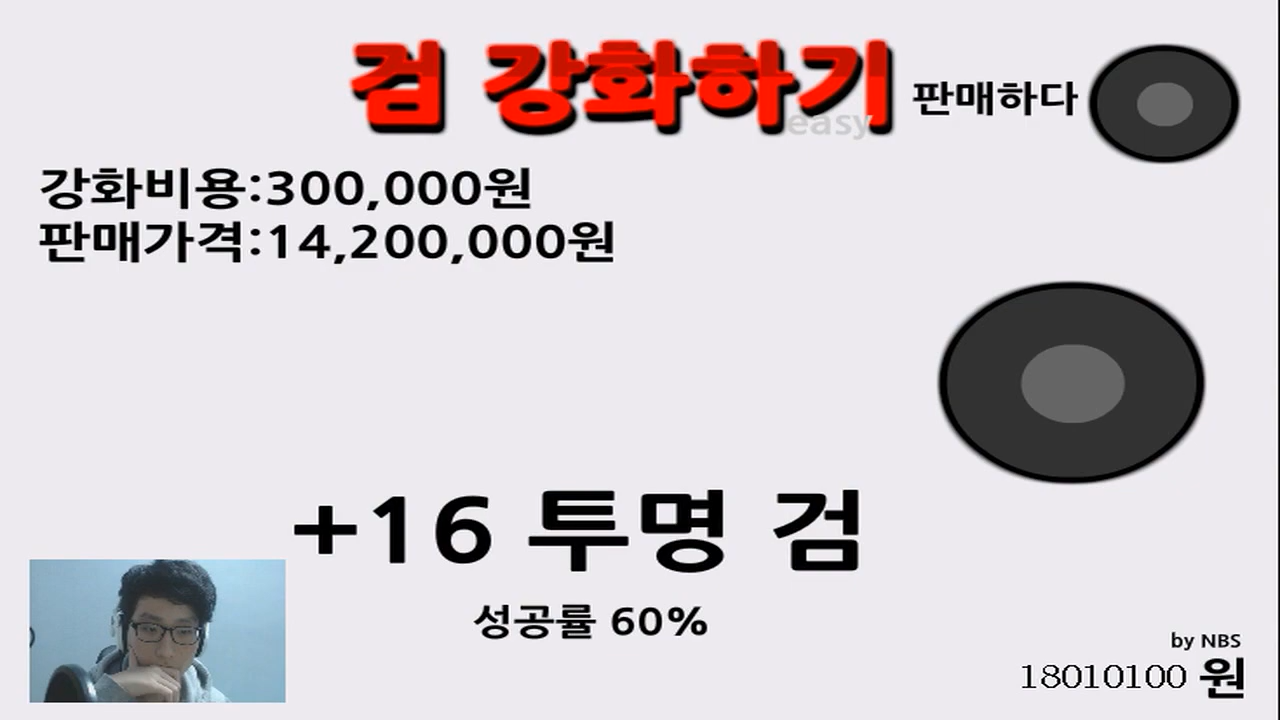 검 강화하기
easy
판매하다
강화비용:300,000원
판매가격:14,200,000원
+16 투명 검
성공률 60%
by NBS
18010100 원